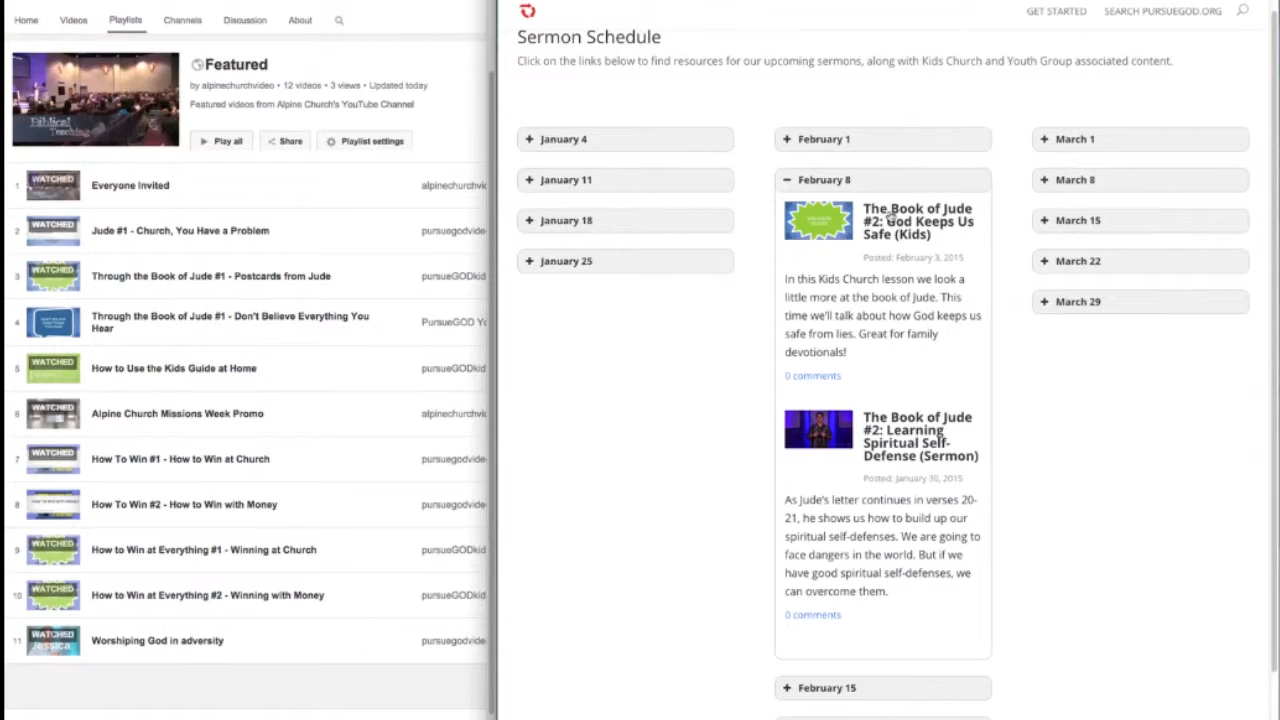 Home Videos Playlists Channels Discussion About
Biblical
Teaching
Featured
by alpinechurchvideo • 12 videos • 3 views • Updated today
Featured videos from Alpine Church's YouTube Channel
Play all Share Playlist settings
1 WATCHED Everyone Invited alpinechurchvic
2 WATCHED Jude #1 - Church, You Have a Problem pursuegodvide
3 WATCHED Through the Book of Jude #1 - Postcards from Jude pursueGODkid
4 Through the Book of Jude #1 - Don't Believe Everything You
Hear
PursueGOD Yo
5 WATCHED How to Use the Kids Guide at Home pursueGODkid
6 WATCHED Alpine Church Missions Week Promo alpinechurchvic
7 WATCHED How To Win #1 - How to Win at Church pursuegodvide
8 WATCHED How To Win #2 - How to Win with Money pursuegodvide
9 WATCHED How to Win at Everything #1 - Winning at Church pursueGODkid
10 WATCHED How to Win at Everything #2 - Winning with Money pursueGODkid
11 WATCHED Jessica Worshiping God in adversity pursuegodvide
GET STARTED SEARCH PURSUEGOD.ORG
Sermon Schedule
Click on the links below to find resources for our upcoming sermons, along with Kids Church and Youth Group associated content.
+ January 4
+ January 11
+ January 18
+ January 25
+ February 1
− February 8
The Book of Jude
#2: God Keeps Us
Safe (Kids)
Posted: February 3, 2015
In this Kids Church lesson we look a
little more at the book of Jude. This
time we'll talk about how God keeps us
safe from lies. Great for family
devotionals!
0 comments
The Book of Jude
#2: Learning
Spiritual Self-
Defense (Sermon)
Posted: January 30, 2015
As Jude's letter continues in verses 20-
21, he shows us how to build up our
spiritual self-defenses. We are going to
face dangers in the world. But if we
have good spiritual self-defenses, we
can overcome them.
0 comments
+ February 15
+ March 1
+ March 8
+ March 15
+ March 22
+ March 29